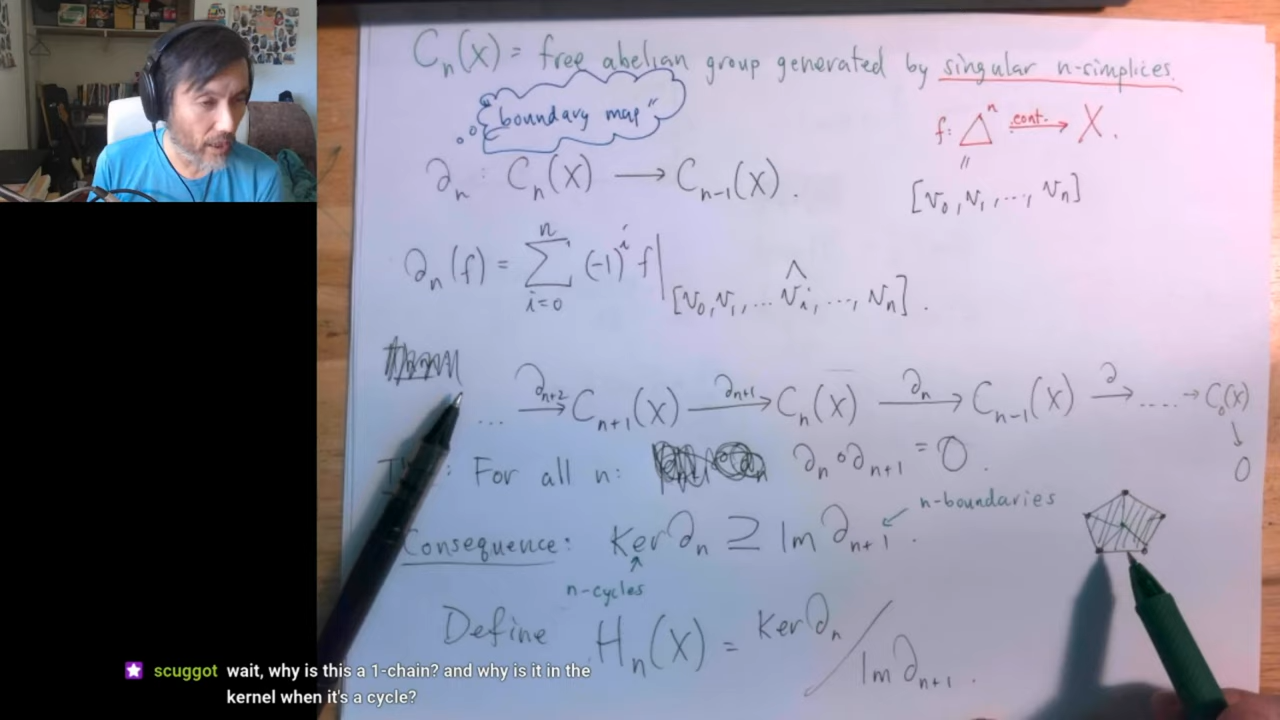 Cₙ(X) = free abelian group generated by singular n-simplices.
"boundary map"
f: Δⁿ cont.→ X.
=
[v₀, v₁, ..., vₙ]
∂ₙ: Cₙ(X) → Cₙ₋₁(X).
∂ₙ(f) = Σᵢ₌₀ⁿ (-1)ⁱ f|[v₀, v₁, ... v̂ᵢ, ..., vₙ].
... ∂ₙ₊₂→ Cₙ₊₁(X) ∂ₙ₊₁→ Cₙ(X) ∂ₙ→ Cₙ₋₁(X) ∂→ ..... → C₀(X)
↓
0
: For all n: ∂ₙ∘∂ₙ₊₁ = 0.
n-boundaries
Consequence: Ker ∂ₙ ⊇ Im ∂ₙ₊₁.
n-cycles
Define Hₙ(X) = Ker ∂ₙ / Im ∂ₙ₊₁.
scuggot wait, why is this a 1-chain? and why is it in the
kernel when it's a cycle?